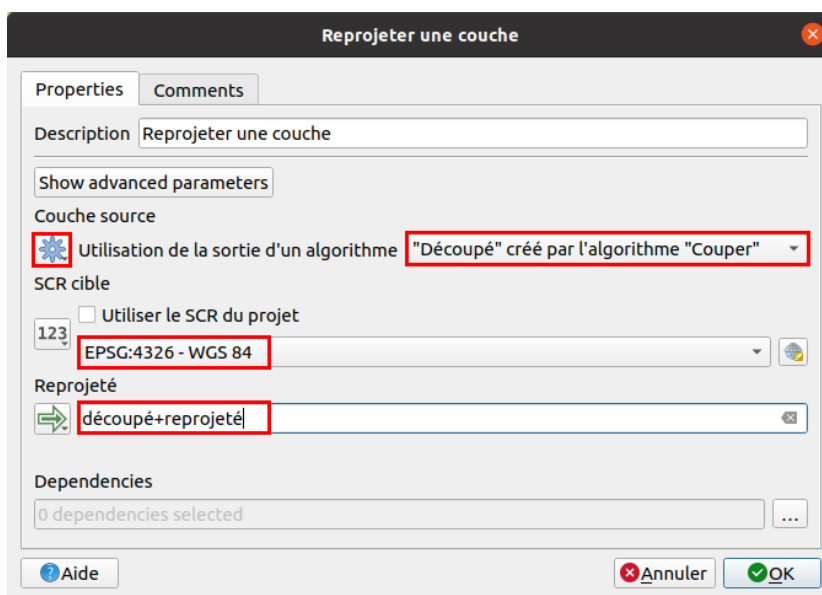 Reprojeter une couche
Properties Comments
Description Reprojeter une couche
Show advanced parameters
Couche source
Utilisation de la sortie d'un algorithme "Découpé" créé par l'algorithme "Couper"
SCR cible
Utiliser le SCR du projet
123
EPSG:4326 - WGS 84
Reprojeté
découpé+reprojeté
Dependencies
0 dependencies selected
...
Aide Annuler OK